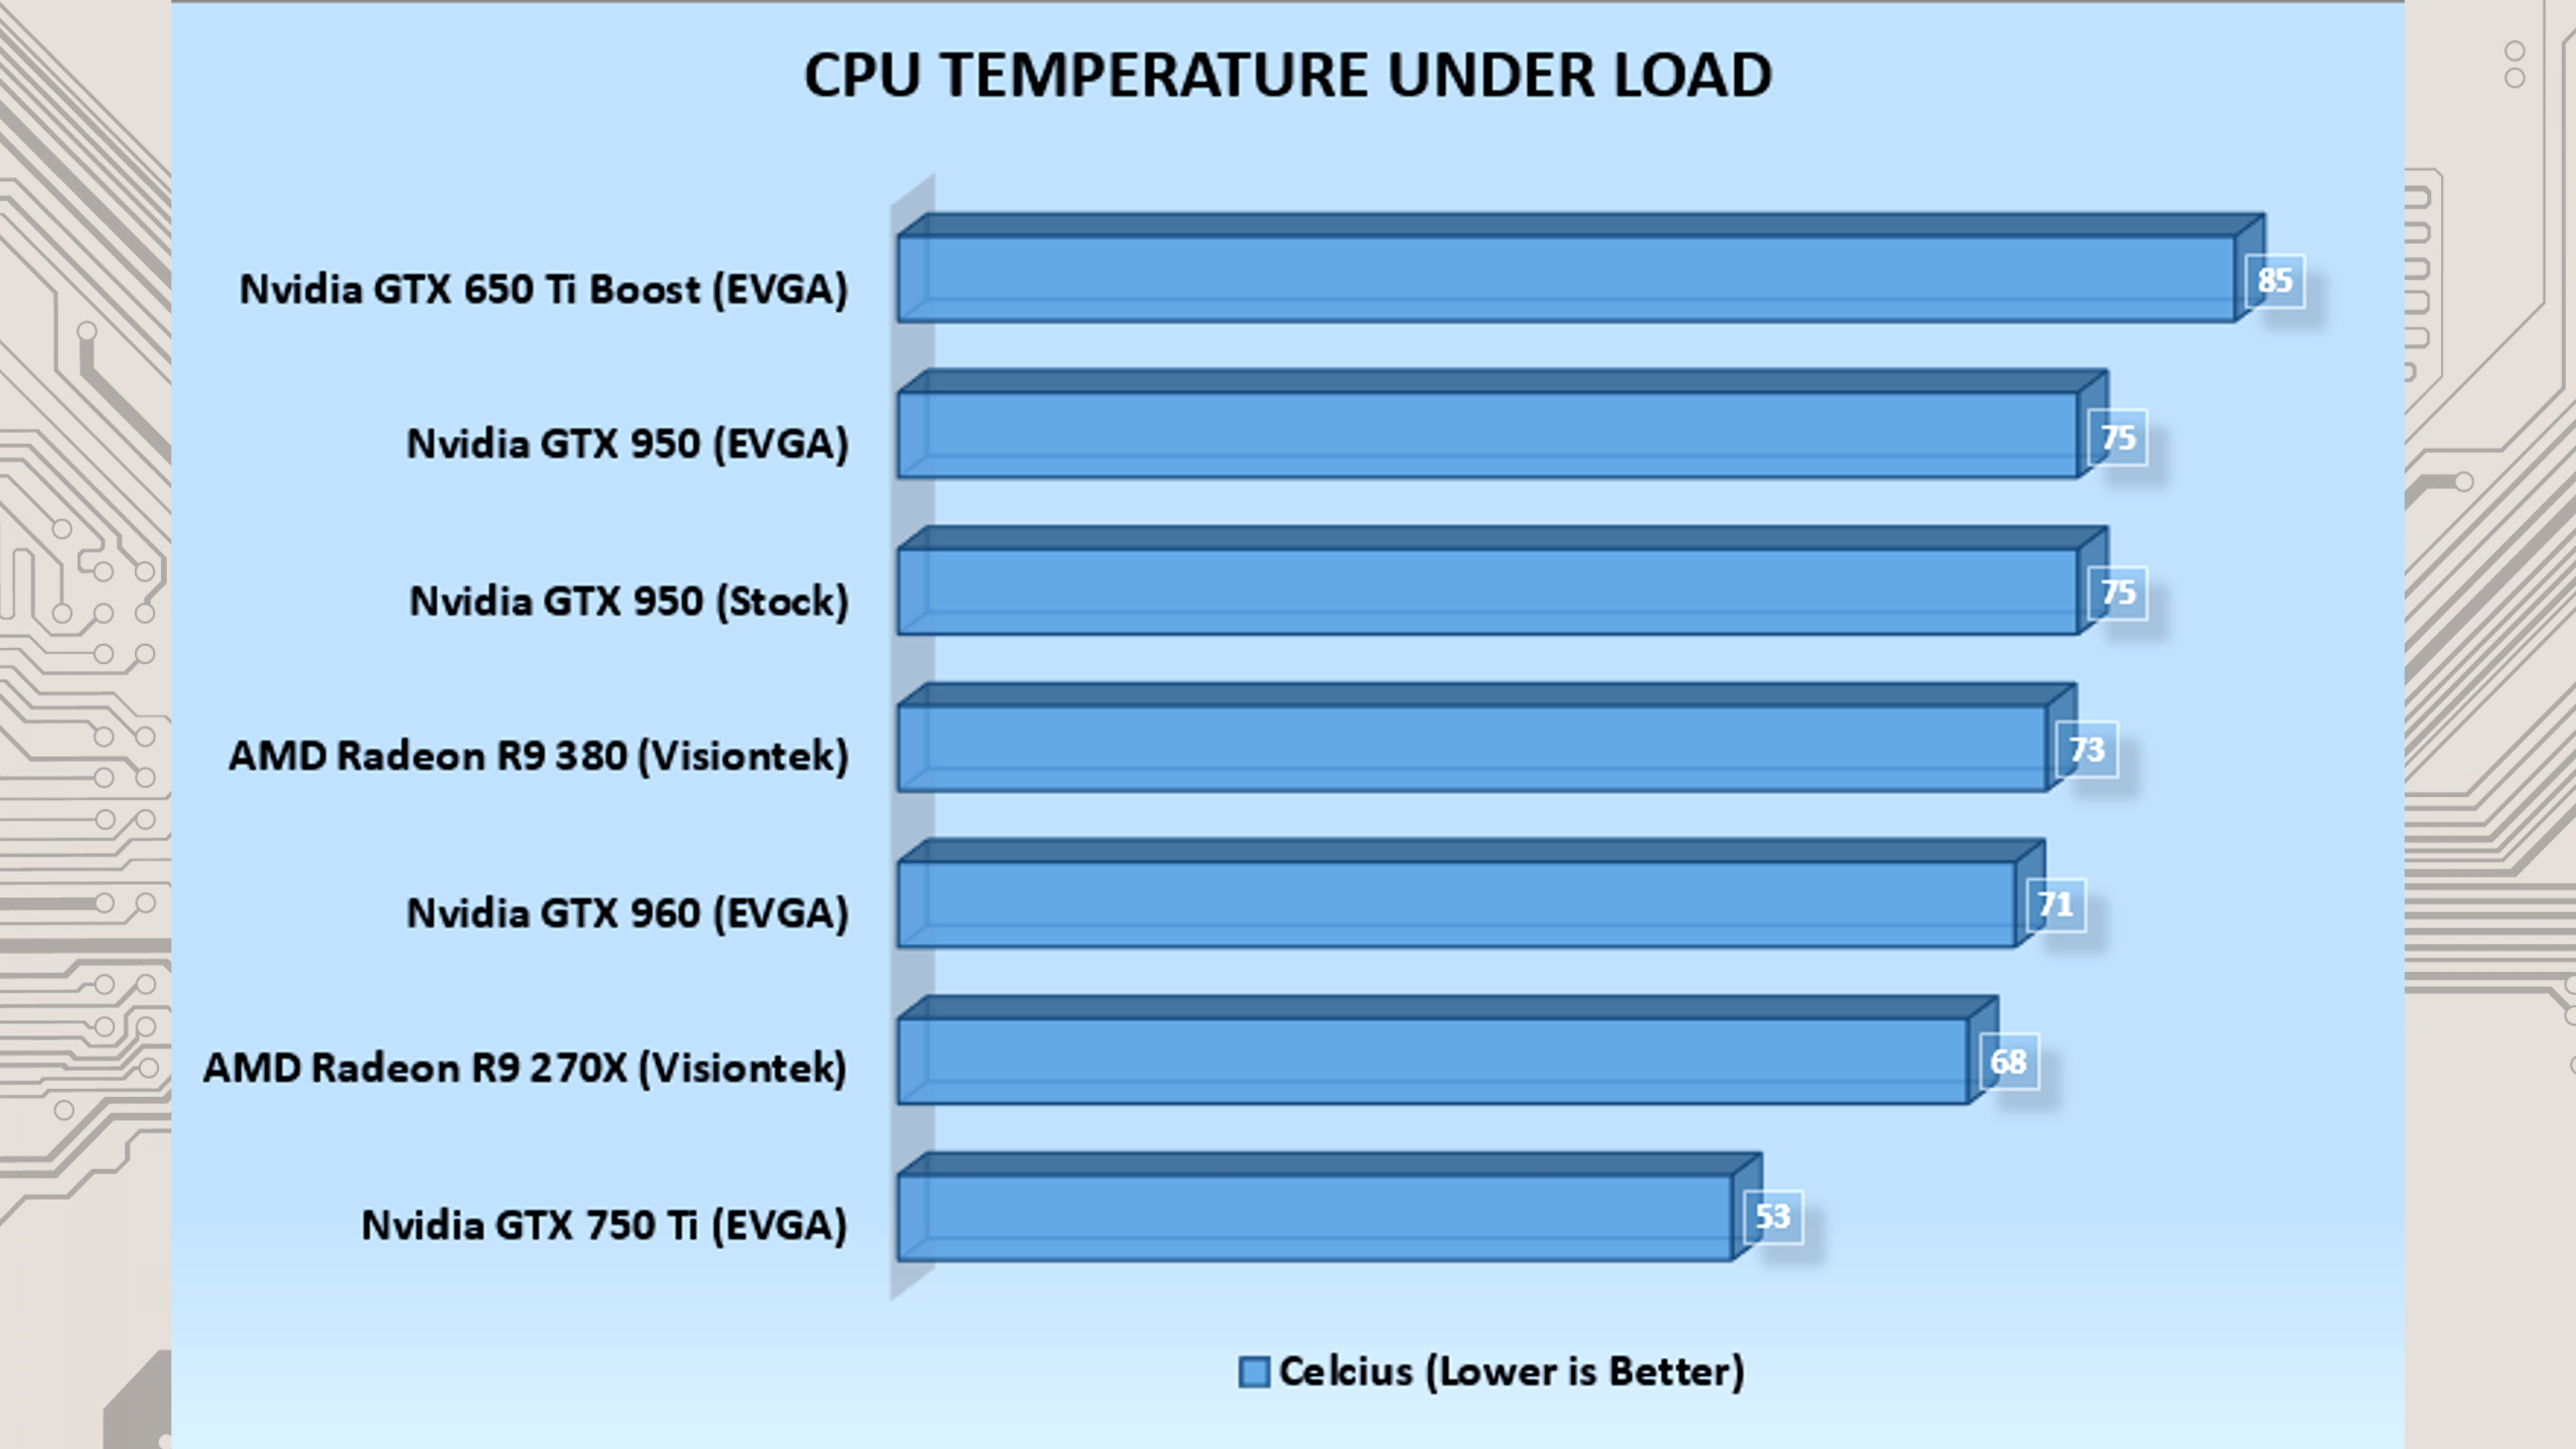 CPU TEMPERATURE UNDER LOAD
Nvidia GTX 650 Ti Boost (EVGA) 85
Nvidia GTX 950 (EVGA) 75
Nvidia GTX 950 (Stock) 75
AMD Radeon R9 380 (Visiontek) 73
Nvidia GTX 960 (EVGA) 71
AMD Radeon R9 270X (Visiontek) 68
Nvidia GTX 750 Ti (EVGA) 53
Celcius (Lower is Better)